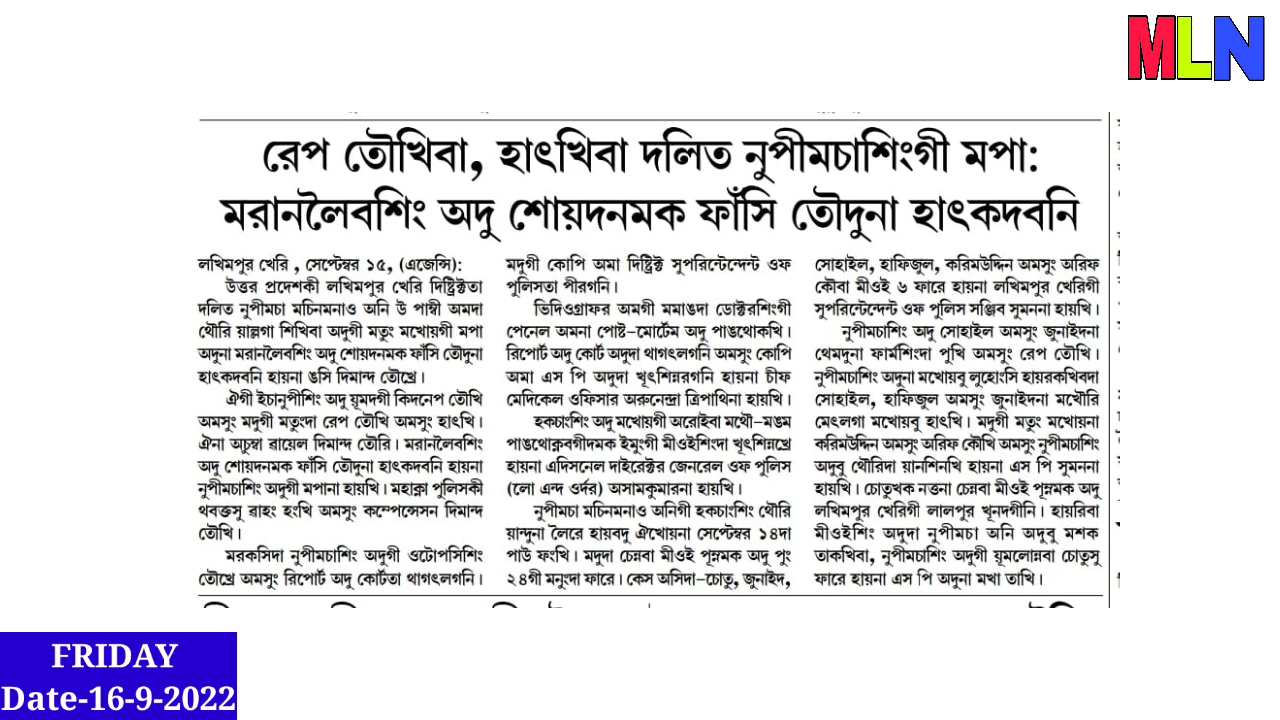 MLN
রেপ তৌখিবা, হাৎখিবা দলিত নুপীমচাশিংগী মপা:
মরানলৈবশিং অদু শোয়দনমক ফাঁসি তৌদুনা হাৎকদবনি
লখিমপুর খেরি , সেপ্টেম্বর ১৫, (এজেন্সি):
উত্তর প্রদেশকী লখিমপুর খেরি দিষ্ট্রিক্টতা
দলিত নুপীমচা মচিনমনাও অনি উ পাম্বী অমদা
থৌরি য়াল্লগা শিখিবা অদুগী মতুং মখোয়গী মপা
অদুনা মরানলৈবশিং অদু শোয়দনমক ফাঁসি তৌদুনা
হাৎকদবনি হায়না ঙসি দিমান্দ তৌখ্রে।
ঐগী ইচানুপীশিং অদু য়ূমদগী কিদনেপ তৌখি
অমসুং মদুগী মতুংদা রেপ তৌখি অমসুং হাৎখি।
ঐনা অচুম্বা ৱায়েল দিমান্দ তৌরি। মরানলৈবশিং
অদু শোয়দনমক ফাঁসি তৌদুনা হাৎকদবনি হায়না
নুপীমচাশিং অদুগী মপানা হায়খি। মহাক্না পুলিসকী
থবক্তসু ৱাহং হংখি অমসুং কম্পেন্সেসন দিমান্দ
তৌখি।
মরকসিদা নুপীমচাশিং অদুগী ওটোপসিশিং
তৌখ্রে অমসুং রিপোর্ট অদু কোর্টতা থাগৎলগনি।
মদুগী কোপি অমা দিষ্ট্রিক্ট সুপরিন্টেন্দেন্ট ওফ
পুলিসতা পীরগনি।
ভিদিওগ্রাফর অমগী মমাঙদা ডোক্টরশিংগী
পেনেল অমনা পোষ্ট-মোর্টেম অদু পাঙথোকখি।
রিপোর্ট অদু কোর্ট অদুদা থাগৎলগনি অমসুং কোপি
অমা এস পি অদুদা খূৎশিন্নরগনি হায়না চীফ
মেদিকেল ওফিসার অরুনেন্দ্রা ত্রিপাথিনা হায়খি।
হকচাংশিং অদু মখোয়গী অরোইবা মথৌ-মঙম
পাঙথোক্নবগীদমক ইমুংগী মীওইশিংদা খূৎশিন্নখ্রে
হায়না এদিসনেল দাইরেক্টর জেনরেল ওফ পুলিস
(লো এন্দ ওর্দর) অসামকুমারনা হায়খি।
নুপীমচা মচিনমনাও অনিগী হকচাংশিং থৌরি
য়ান্দুনা লৈরে হায়বদু ঐখোয়না সেপ্টেম্বর ১৪দা
পাউ ফংখি। মদুদা চেন্নবা মীওই পূম্নমক অদু পুং
২৪গী মনুংদা ফারে। কেস অসিদা-চোতু, জুনাইদ,
সোহাইল, হাফিজুল, করিমউদ্দিন অমসুং অরিফ
কৌবা মীওই ৬ ফারে হায়না লখিমপুর খেরিগী
সুপরিন্টেন্দেন্ট ওফ পুলিস সঞ্জিব সুমননা হায়খি।
নুপীমচাশিং অদু সোহাইল অমসুং জুনাইদনা
থেমদুনা ফার্মশিংদা পুখি অমসুং রেপ তৌখি।
নুপীমচাশিং অদুনা মখোয়বু লুহোংসি হায়রকখিবদা
সোহাইল, হাফিজুল অমসুং জুনাইদনা মখৌরি
মেৎলগা মখোয়বু হাৎখি। মদুগী মতুং মখোয়না
করিমউদ্দিন অমসুং অরিফ কৌখি অমসুং নুপীমচাশিং
অদুবু থৌরিদা য়ানশিনখি হায়না এস পি সুমননা
হায়খি। চোতুখক নত্তনা চেন্নবা মীওই পূম্নমক অদু
লখিমপুর খেরিগী লালপুর খূনদগীনি। হায়রিবা
মীওইশিং অদুদা নুপীমচা অনি অদুবু মশক
তাকখিবা, নুপীমচাশিং অদুগী য়ূমলোন্নবা চোতুসু
ফারে হায়না এস পি অদুনা মখা তাখি।
FRIDAY
Date-16-9-2022